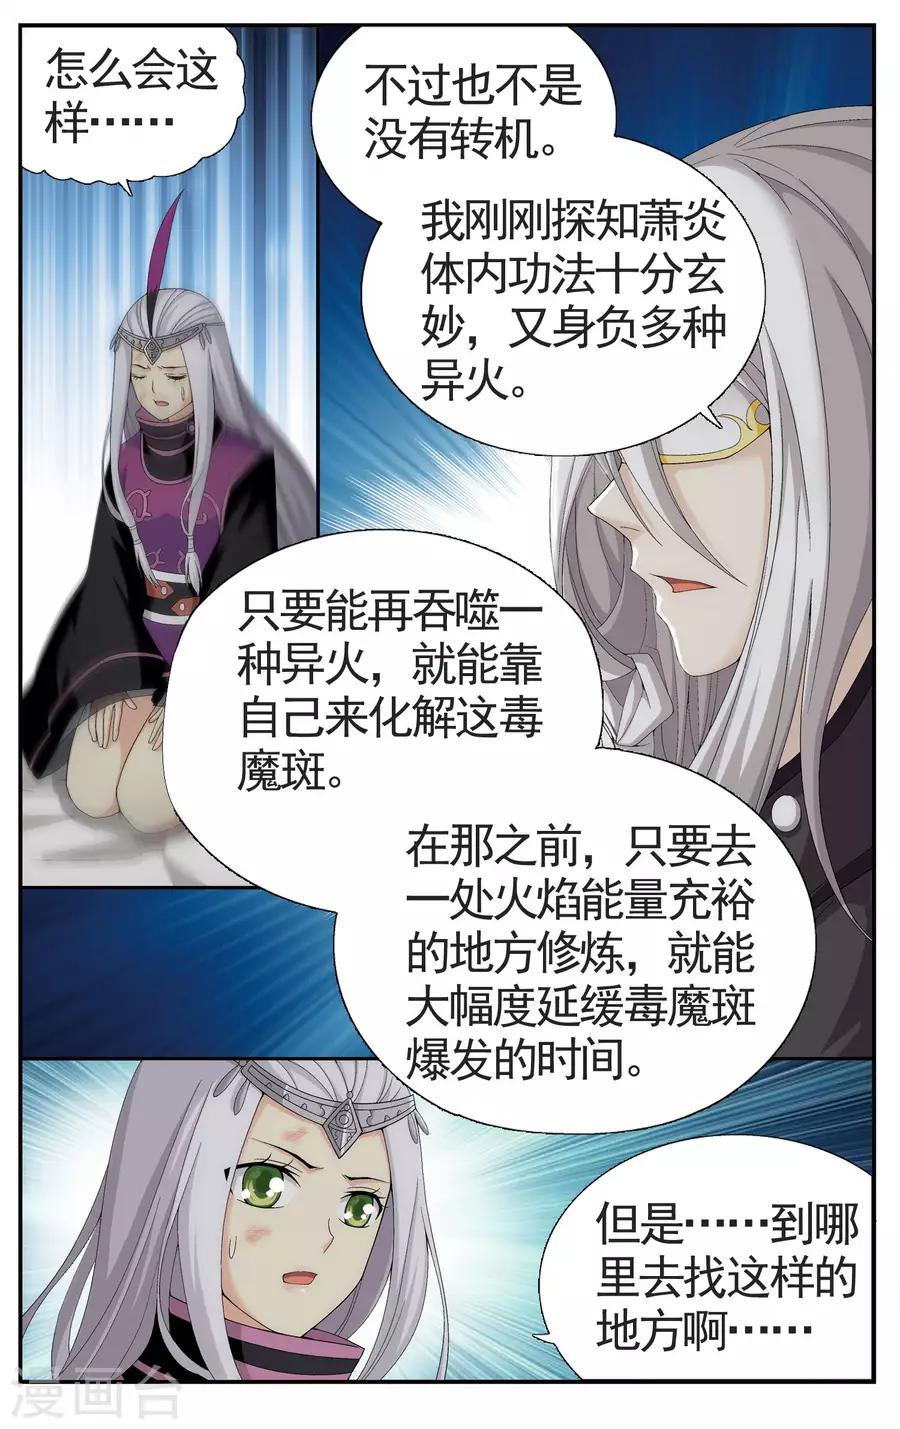 怎么会这
样……
不过也不是
没有转机。
我刚刚探知萧炎
体内功法十分玄
妙，又身负多种
异火。
只要能再吞噬一
种异火，就能靠
自己来化解这毒
魔斑。
在那之前，只要去
一处火焰能量充裕
的地方修炼，就能
大幅度延缓毒魔斑
爆发的时间。
但是……到哪
里去找这样的
地方啊……
漫画台